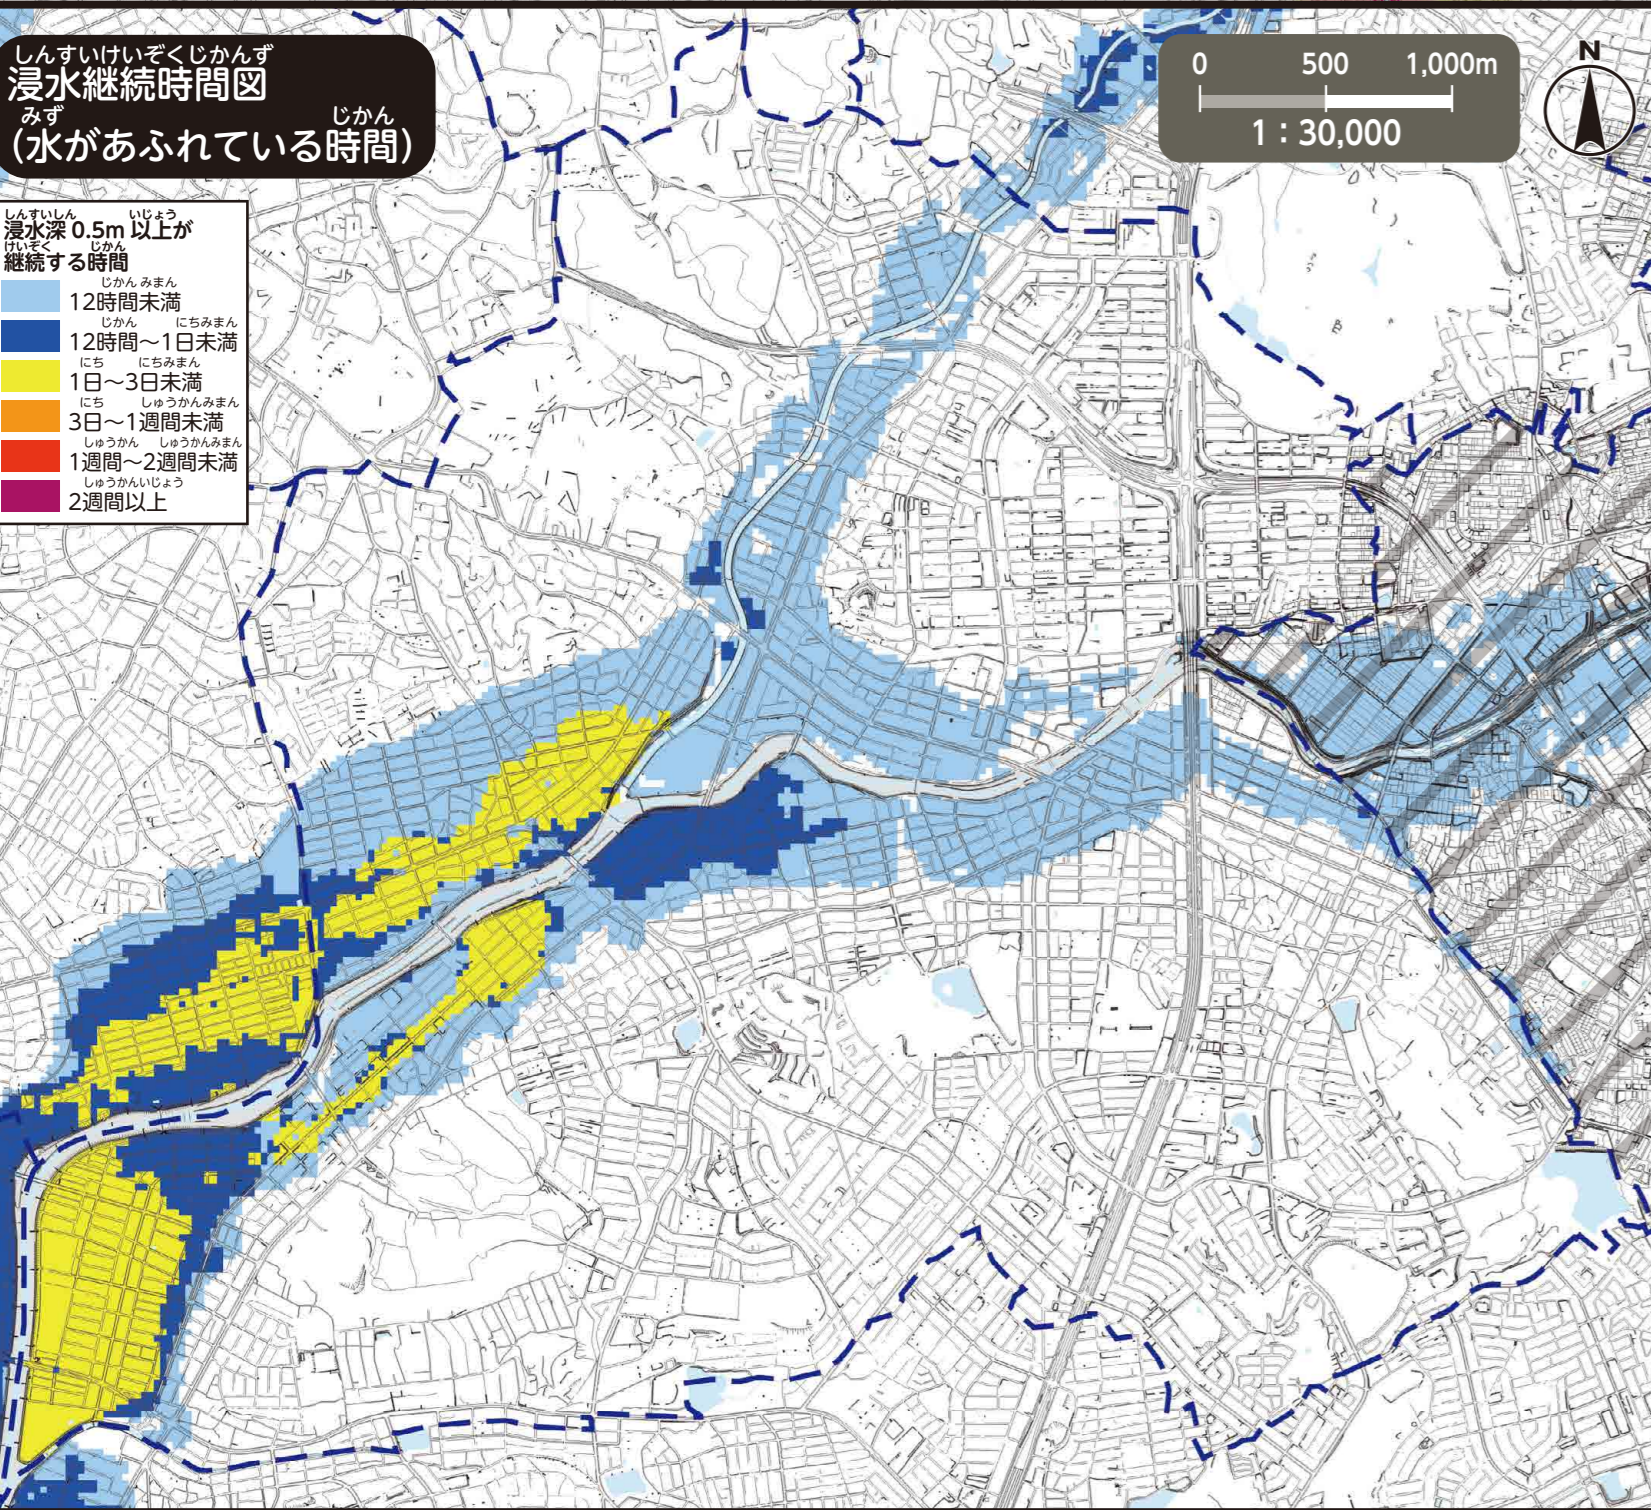 しんすいけいぞくじかんず
浸水継続時間図
みず じかん
(水があふれている時間)
0 500 1,000m
1：30,000
N
しんすいしん いじょう
浸水深 0.5m 以上が
けいぞく じかん
継続する時間
じかん みまん
12時間未満
じかん にちみまん
12時間～1日未満
にち にちみまん
1日～3日未満
にち しゅうかんみまん
3日～1週間未満
しゅうかん しゅうかんみまん
1週間～2週間未満
しゅうかんいじょう
2週間以上